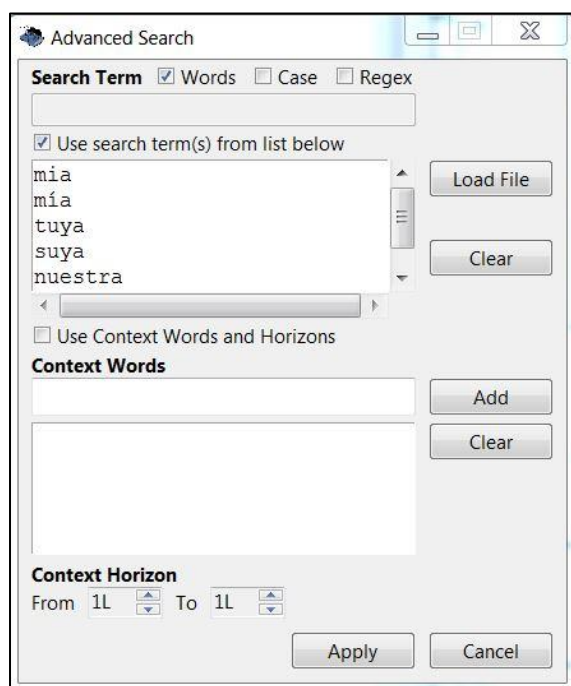 Advanced Search
Search Term Words Case Regex
Use search term(s) from list below
mia
mía
tuya
suya
nuestra
Load File
Clear
Use Context Words and Horizons
Context Words
Add
Clear
Context Horizon
From 1L To 1L
Apply Cancel